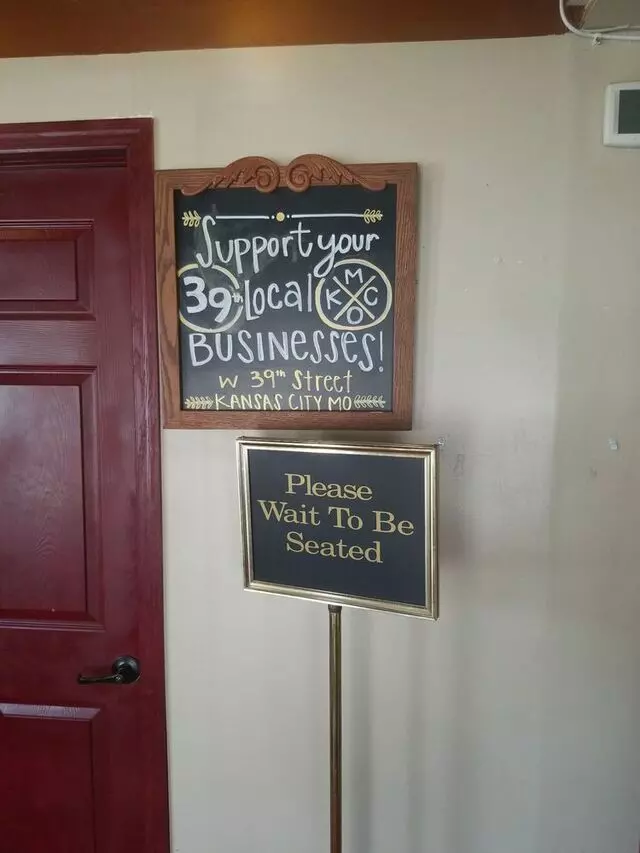 Support your
39th Local KCMO
BUSINESSES!
W 39th Street
KANSAS CITY MO
Please
Wait To Be
Seated